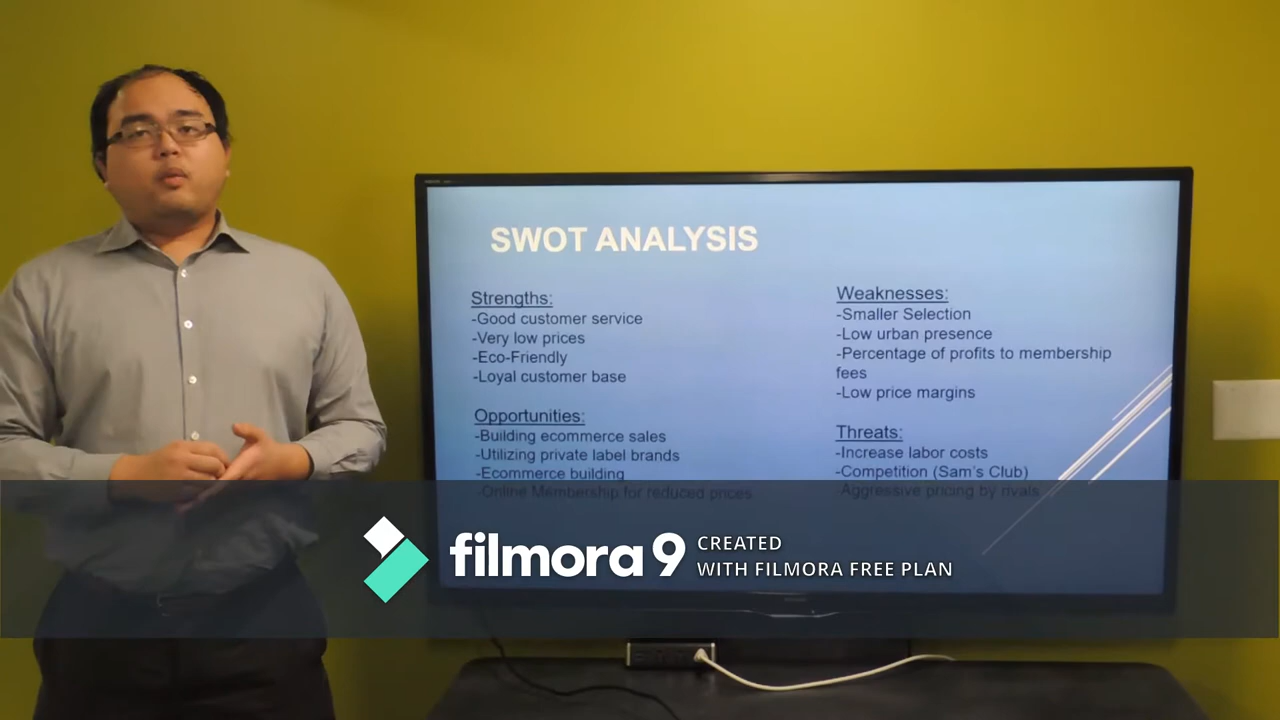 SWOT ANALYSIS
Strengths:
-Good customer service
-Very low prices
-Eco-Friendly
-Loyal customer base
Opportunities:
-Building ecommerce sales
-Utilizing private label brands
-Ecommerce building
-Online Membership for reduced prices
Weaknesses:
-Smaller Selection
-Low urban presence
-Percentage of profits to membership
fees
-Low price margins
Threats:
-Increase labor costs
-Competition (Sam's Club)
-Aggressive pricing by rivals
filmora 9
CREATED
WITH FILMORA FREE PLAN